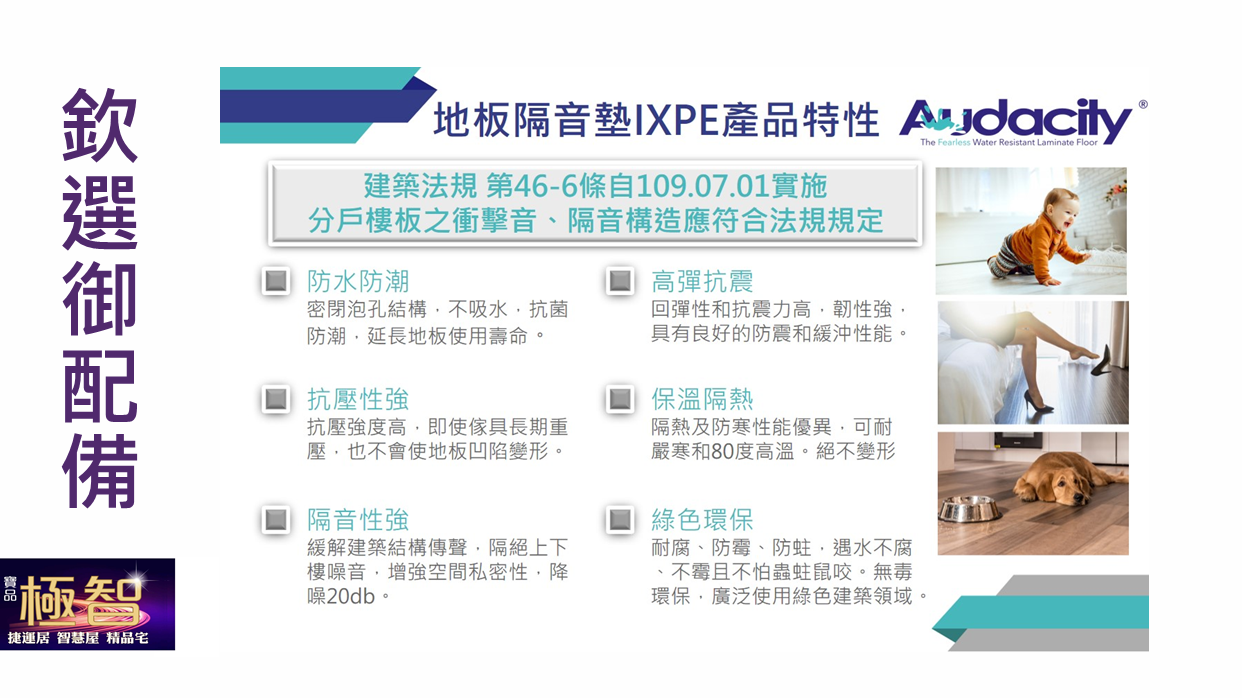 欽選御配備
寶品
極智
捷運居 智慧屋 精品宅
地板隔音墊IXPE產品特性
Audacity®
The Fearless Water Resistant Laminate Floor
建築法規 第46-6條自109.07.01實施
分戶樓板之衝擊音、隔音構造應符合法規規定
防水防潮
密閉泡孔結構，不吸水，抗菌
防潮，延長地板使用壽命。
高彈抗震
回彈性和抗震力高，韌性強，
具有良好的防震和緩沖性能。
抗壓性強
抗壓強度高，即使傢具長期重
壓，也不會使地板凹陷變形。
保溫隔熱
隔熱及防寒性能優異，可耐
嚴寒和80度高溫。絕不變形
隔音性強
緩解建築結構傳聲，隔絕上下
樓噪音，增強空間私密性，降
噪20db。
綠色環保
耐腐、防霉、防蛀，遇水不腐
、不霉且不怕蟲蛀鼠咬。無毒
環保，廣泛使用綠色建築領域。